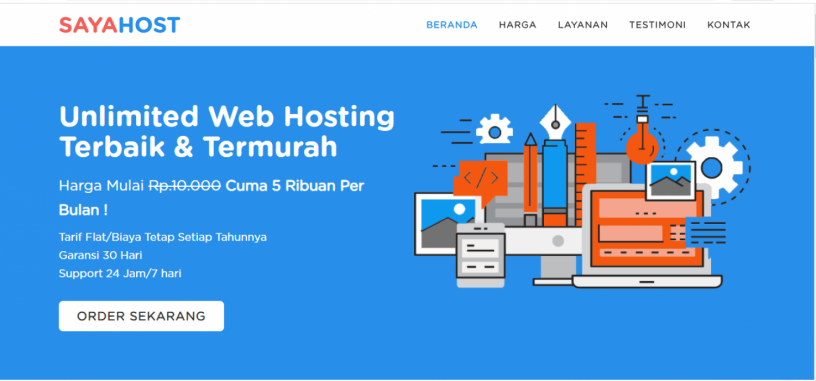 SAYAHOST
BERANDA HARGA LAYANAN TESTIMONI KONTAK
Unlimited Web Hosting
Terbaik & Termurah
Harga Mulai Rp.10.000 Cuma 5 Ribuan Per
Bulan !
Tarif Flat/Biaya Tetap Setiap Tahunnya
Garansi 30 Hari
Support 24 Jam/7 hari
ORDER SEKARANG